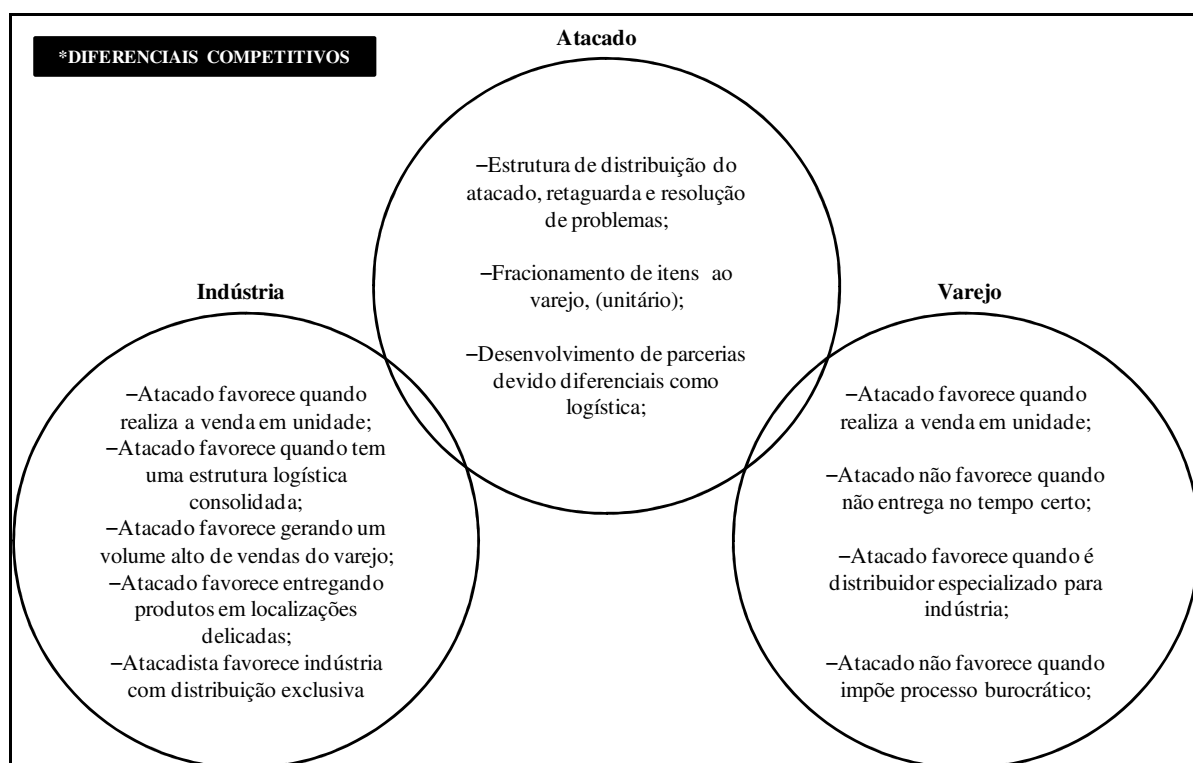 *DIFERENCIAIS COMPETITIVOS
Atacado
–Estrutura de distribuição do
atacado, retaguarda e resolução
de problemas;
–Fracionamento de itens ao
varejo, (unitário);
–Desenvolvimento de parcerias
devido diferenciais como
logística;
Indústria
–Atacado favorece quando
realiza a venda em unidade;
–Atacado favorece quando tem
uma estrutura logística
consolidada;
–Atacado favorece gerando um
volume alto de vendas do varejo;
–Atacado favorece entregando
produtos em localizações
delicadas;
–Atacadista favorece indústria
com distribuição exclusiva
Varejo
–Atacado favorece quando
realiza a venda em unidade;
–Atacado não favorece quando
não entrega no tempo certo;
–Atacado favorece quando é
distribuidor especializado para
indústria;
–Atacado não favorece quando
impõe processo burocrático;